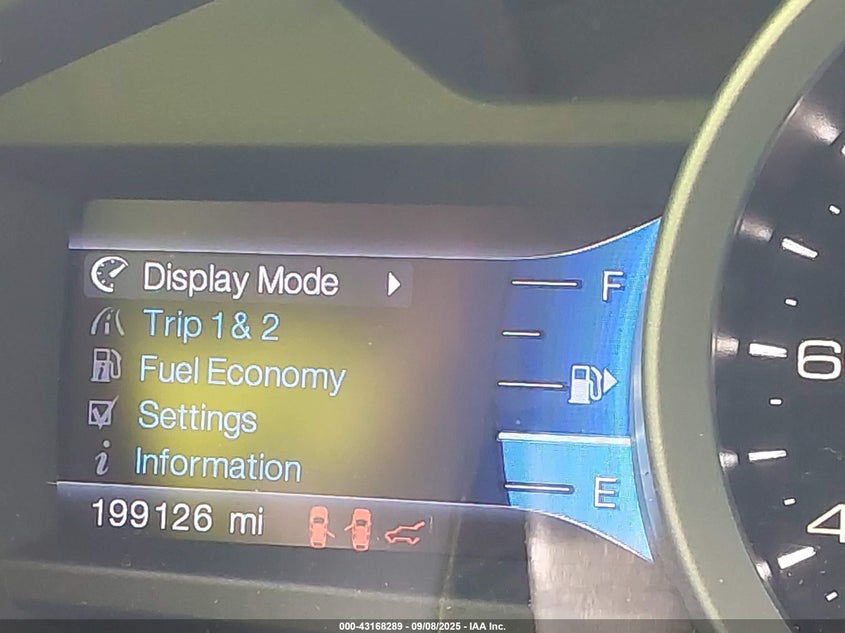 Display Mode
Trip 1 & 2
Fuel Economy
Settings
Information
199126 mi
F
E
6
4
000-43168289 - 09/08/2025 - IAA Inc.